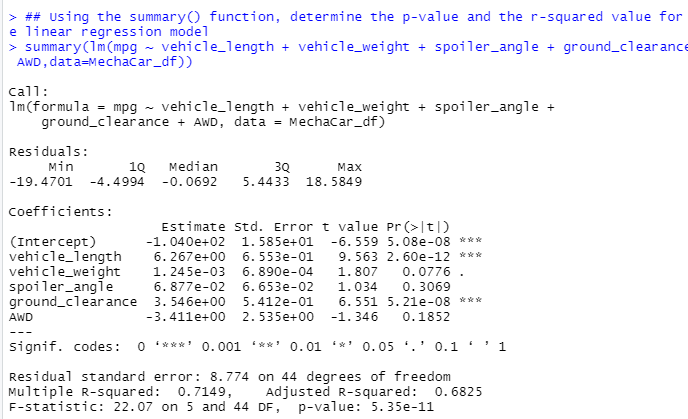 > ## Using the summary() function, determine the p-value and the r-squared value for
e linear regression model
> summary(lm(mpg ~ vehicle_length + vehicle_weight + spoiler_angle + ground_clearance
 AWD,data=MechaCar_df))

Call:
lm(formula = mpg ~ vehicle_length + vehicle_weight + spoiler_angle +
    ground_clearance + AWD, data = MechaCar_df)

Residuals:
     Min       1Q   Median       3Q      Max
-19.4701  -4.4994  -0.0692   5.4433  18.5849

Coefficients:
                   Estimate Std. Error t value Pr(>|t|)
(Intercept)      -1.040e+02  1.585e+01  -6.559 5.08e-08 ***
vehicle_length    6.267e+00  6.553e-01   9.563 2.60e-12 ***
vehicle_weight    1.245e-03  6.890e-04   1.807   0.0776 .
spoiler_angle     6.877e-02  6.653e-02   1.034   0.3069
ground_clearance  3.546e+00  5.412e-01   6.551 5.21e-08 ***
AWD              -3.411e+00  2.535e+00  -1.346   0.1852
---
Signif. codes:  0 ‘***’ 0.001 ‘**’ 0.01 ‘*’ 0.05 ‘.’ 0.1 ‘ ’ 1

Residual standard error: 8.774 on 44 degrees of freedom
Multiple R-squared:  0.7149,    Adjusted R-squared:  0.6825
F-statistic: 22.07 on 5 and 44 DF,  p-value: 5.35e-11